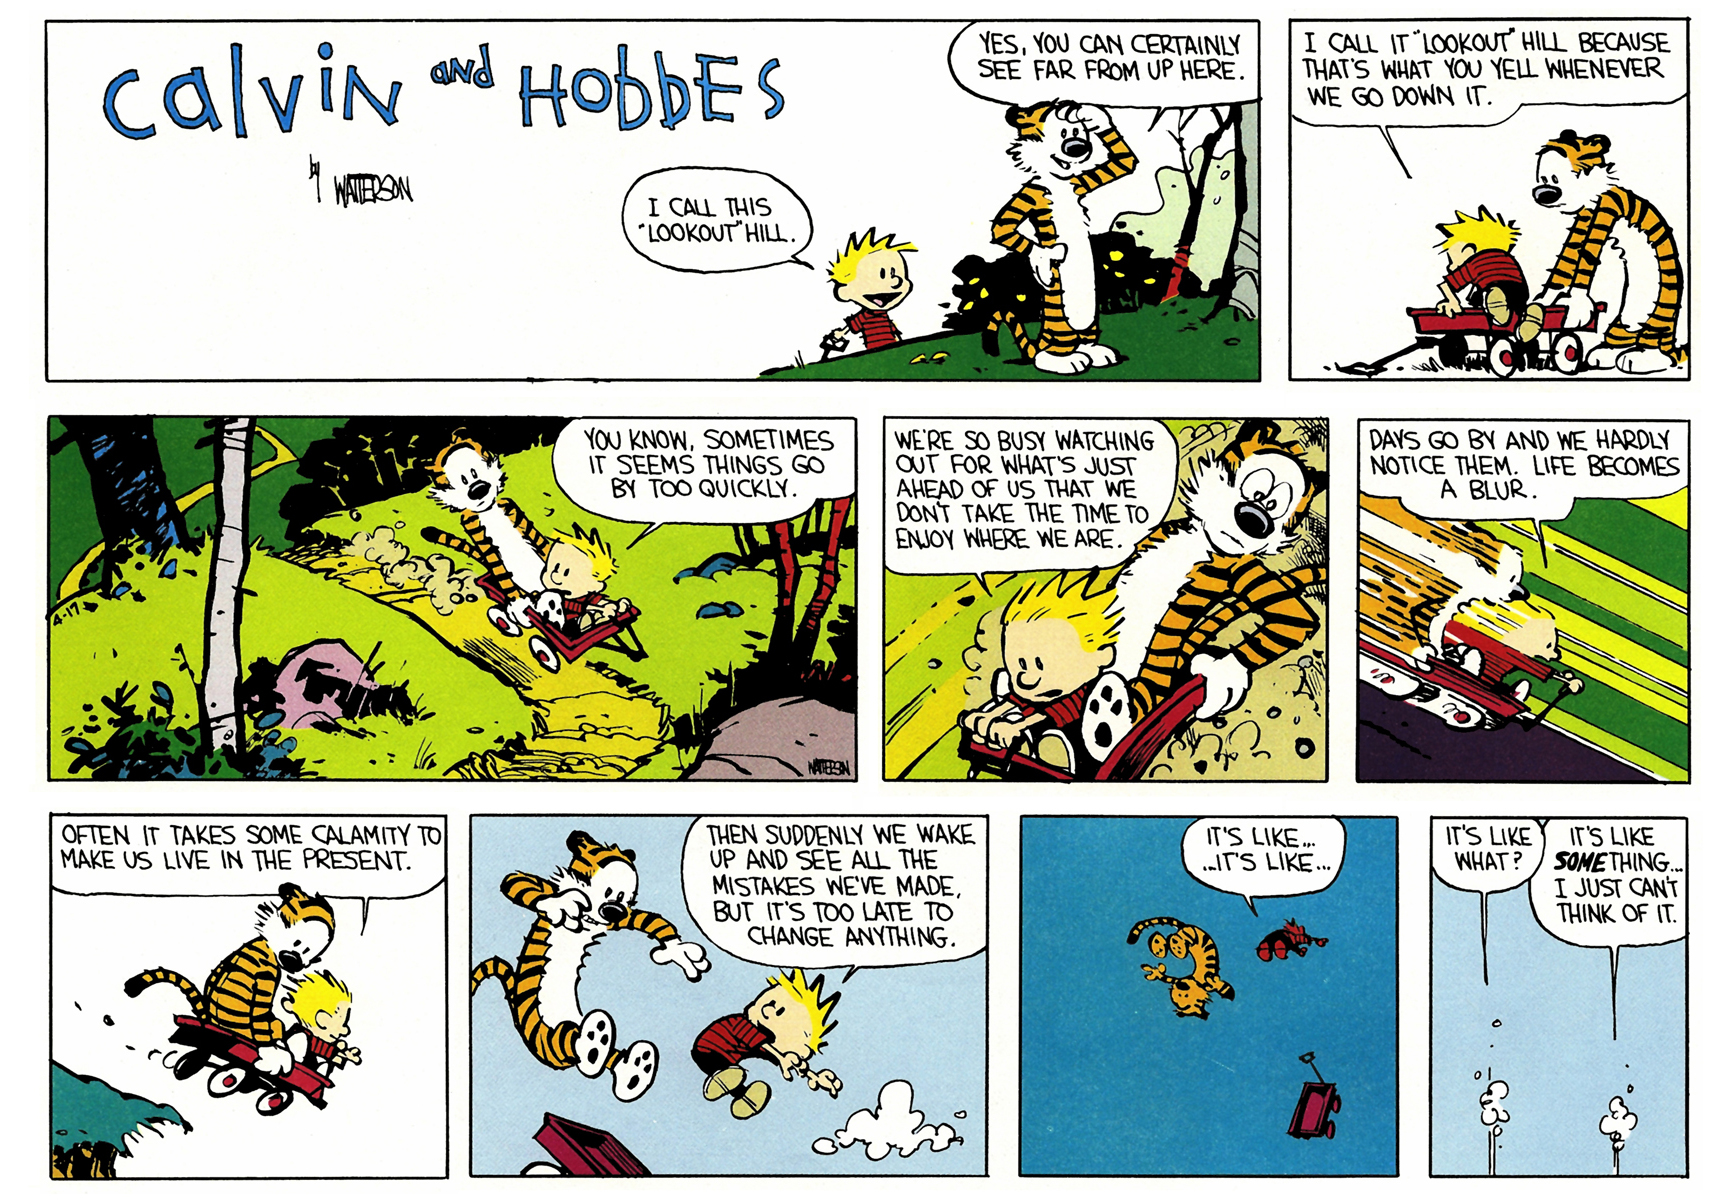 Calvin and Hobbes
by WATTERSON
I CALL THIS
"LOOKOUT" HILL.
YES, YOU CAN CERTAINLY
SEE FAR FROM UP HERE.
I CALL IT "LOOKOUT" HILL BECAUSE
THAT'S WHAT YOU YELL WHENEVER
WE GO DOWN IT.
YOU KNOW, SOMETIMES
IT SEEMS THINGS GO
BY TOO QUICKLY.
4-17
WATTERSON
WE'RE SO BUSY WATCHING
OUT FOR WHAT'S JUST
AHEAD OF US THAT WE
DON'T TAKE THE TIME TO
ENJOY WHERE WE ARE.
DAYS GO BY AND WE HARDLY
NOTICE THEM. LIFE BECOMES
A BLUR.
OFTEN IT TAKES SOME CALAMITY TO
MAKE US LIVE IN THE PRESENT.
THEN SUDDENLY WE WAKE
UP AND SEE ALL THE
MISTAKES WE'VE MADE,
BUT IT'S TOO LATE TO
CHANGE ANYTHING.
IT'S LIKE...
...IT'S LIKE...
IT'S LIKE
WHAT?
IT'S LIKE
SOMETHING...
I JUST CAN'T
THINK OF IT.